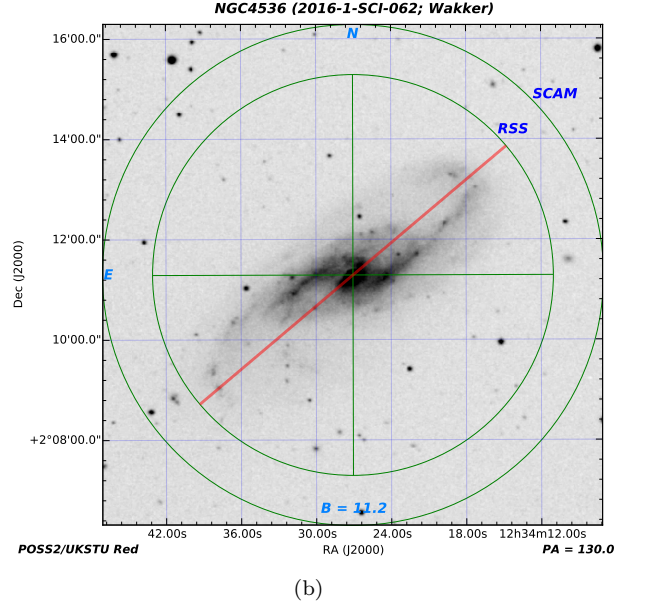 NGC4536 (2016-1-SCI-062; Wakker)
16'00.0"
N
SCAM
RSS
14'00.0"
12'00.0"
Dec (J2000)
E
10'00.0"
+2°08'00.0"
B = 11.2
42.00s 36.00s 30.00s 24.00s 18.00s 12h34m12.00s
POSS2/UKSTU Red RA (J2000) PA = 130.0
(b)